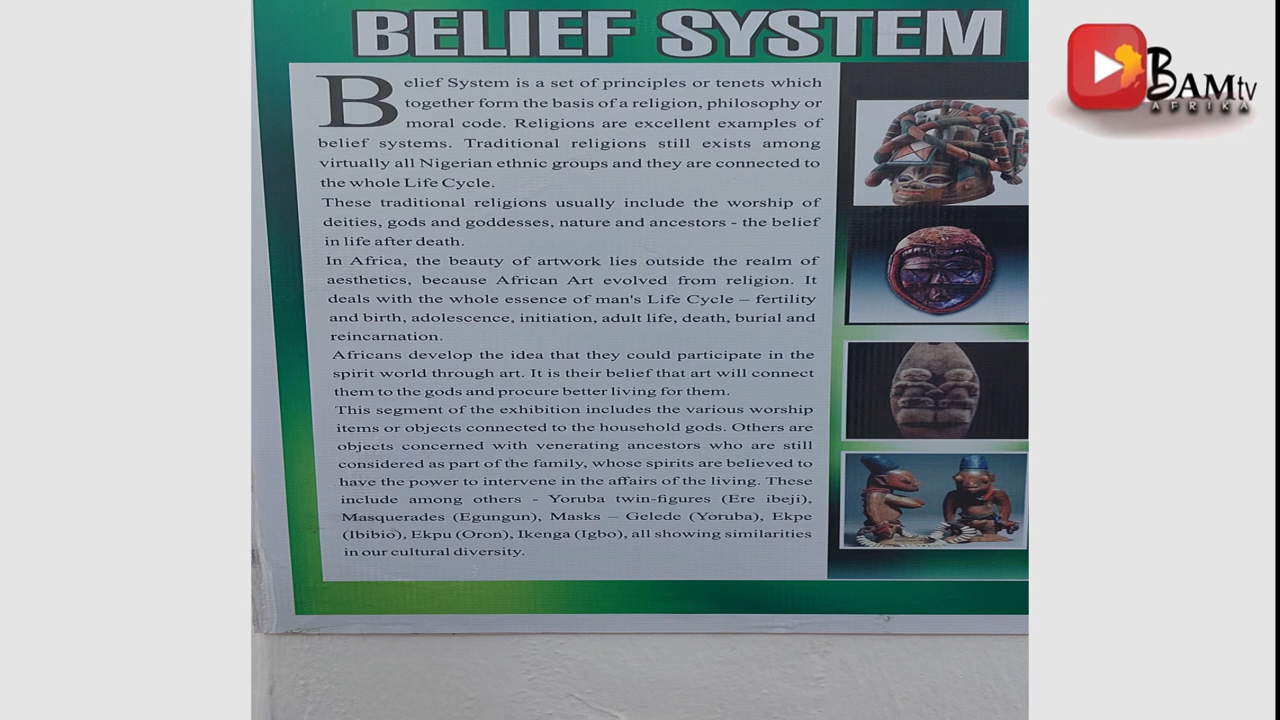 BELIEF SYSTEM
Belief System is a set of principles or tenets which
together form the basis of a religion, philosophy or
moral code. Religions are excellent examples of
belief systems. Traditional religions still exists among
virtually all Nigerian ethnic groups and they are connected to
the whole Life Cycle.
These traditional religions usually include the worship of
deities, gods and goddesses, nature and ancestors - the belief
in life after death.
In Africa, the beauty of artwork lies outside the realm of
aesthetics, because African Art evolved from religion. It
deals with the whole essence of man's Life Cycle – fertility
and birth, adolescence, initiation, adult life, death, burial and
reincarnation.
Africans develop the idea that they could participate in the
spirit world through art. It is their belief that art will connect
them to the gods and procure better living for them.
This segment of the exhibition includes the various worship
items or objects connected to the household gods. Others are
objects concerned with venerating ancestors who are still
considered as part of the family, whose spirits are believed to
have the power to intervene in the affairs of the living. These
include among others - Yoruba twin-figures (Ere ibeji),
Masquerades (Egungun), Masks – Gelede (Yoruba), Ekpe
(Ibibio), Ekpu (Oron), Ikenga (Igbo), all showing similarities
in our cultural diversity.
BAMtv
AFRIKA